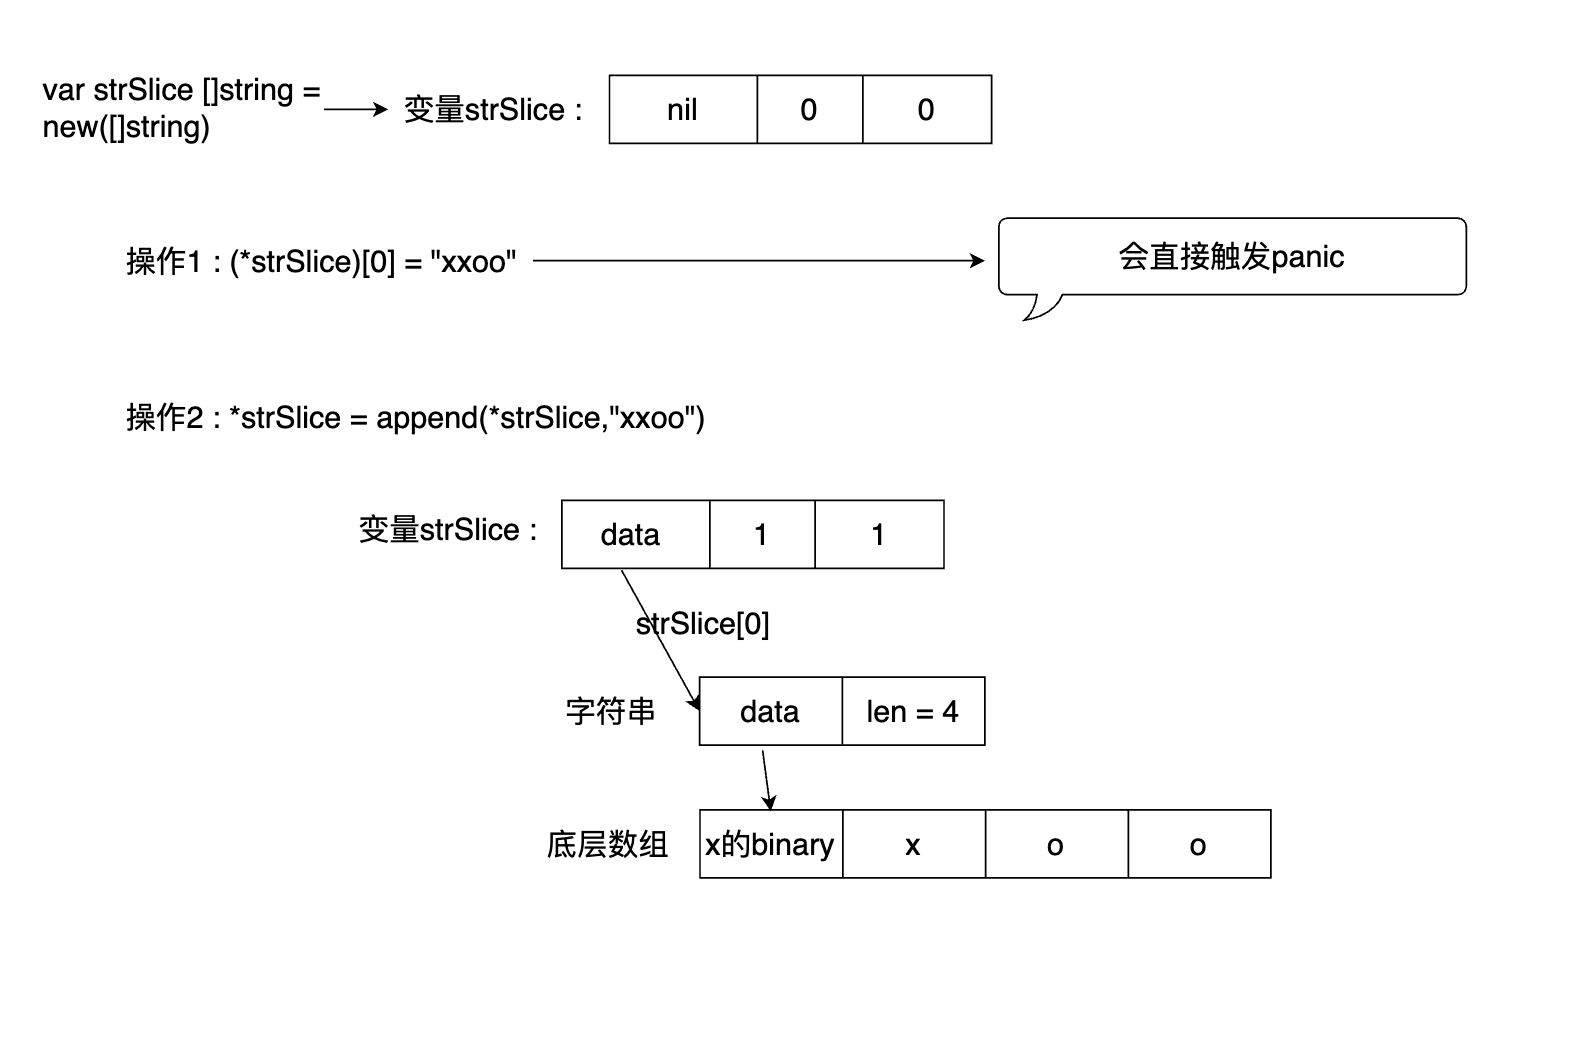 var strSlice []string =
new([]string)
变量strSlice :
nil
0
0
操作1 : (*strSlice)[0] = "xxoo"
会直接触发panic
操作2 : *strSlice = append(*strSlice,"xxoo")
变量strSlice :
data
1
1
strSlice[0]
字符串
data
len = 4
底层数组
x的binary
x
o
o